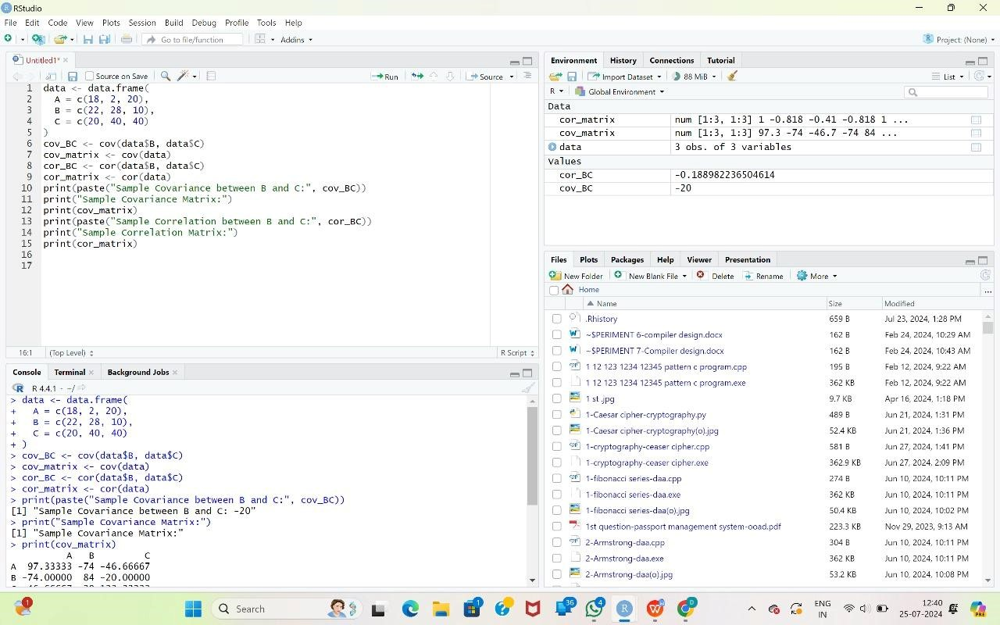 RStudio
File Edit Code View Plots Session Build Debug Profile Tools Help
Go to file/function Addins Project: (None)
Untitled1*
Source on Save Run Source
1 data <- data.frame(
2 A = c(18, 2, 20),
3 B = c(22, 28, 10),
4 C = c(20, 40, 40)
5 )
6 cov_BC <- cov(data$B, data$C)
7 cov_matrix <- cov(data)
8 cor_BC <- cor(data$B, data$C)
9 cor_matrix <- cor(data)
10 print(paste("Sample Covariance between B and C:", cov_BC))
11 print("Sample Covariance Matrix:")
12 print(cov_matrix)
13 print(paste("Sample Correlation between B and C:", cor_BC))
14 print("Sample Correlation Matrix:")
15 print(cor_matrix)
16
17
16:1 (Top Level) R Script
Console Terminal Background Jobs
R 4.4.1 · ~/
> data <- data.frame(
+ A = c(18, 2, 20),
+ B = c(22, 28, 10),
+ C = c(20, 40, 40)
+ )
> cov_BC <- cov(data$B, data$C)
> cov_matrix <- cov(data)
> cor_BC <- cor(data$B, data$C)
> cor_matrix <- cor(data)
> print(paste("Sample Covariance between B and C:", cov_BC))
[1] "Sample Covariance between B and C: -20"
> print("Sample Covariance Matrix:")
[1] "Sample Covariance Matrix:"
> print(cov_matrix)
A B C
A 97.33333 -74 -46.66667
B -74.00000 84 -20.00000
Environment History Connections Tutorial
Import Dataset 88 MiB List
R Global Environment
Data
cor_matrix num [1:3, 1:3] 1 -0.818 -0.41 -0.818 1 ...
cov_matrix num [1:3, 1:3] 97.3 -74 -46.7 -74 84 ...
data 3 obs. of 3 variables
Values
cor_BC -0.188982236504614
cov_BC -20
Files Plots Packages Help Viewer Presentation
New Folder New Blank File Delete Rename More
Home ...
Name Size Modified
.Rhistory 659 B Jul 23, 2024, 1:28 PM
~$PERIMENT 6-compiler design.docx 162 B Feb 24, 2024, 10:29 AM
~$PERIMENT 7-Compiler design.docx 162 B Feb 24, 2024, 10:43 AM
1 12 123 1234 12345 pattern c program.cpp 195 B Feb 12, 2024, 9:22 AM
1 12 123 1234 12345 pattern c program.exe 362 KB Feb 12, 2024, 9:22 AM
1 st .jpg 9.7 KB Apr 16, 2024, 1:18 PM
1-Caesar cipher-cryptography.py 489 B Jun 21, 2024, 1:31 PM
1-Caesar cipher-cryptography(o).jpg 52.4 KB Jun 21, 2024, 1:36 PM
1-cryptography-ceaser cipher.cpp 581 B Jun 27, 2024, 1:41 PM
1-cryptography-ceaser cipher.exe 362.9 KB Jun 27, 2024, 2:09 PM
1-fibonacci series-daa.cpp 274 B Jun 10, 2024, 10:11 PM
1-fibonacci series-daa.exe 362 KB Jun 10, 2024, 10:11 PM
1-fibonacci series-daa(o).jpg 50.4 KB Jun 10, 2024, 10:02 PM
1st question-passport management system-ooad.pdf 223.3 KB Nov 29, 2023, 9:13 AM
2-Armstrong-daa.cpp 304 B Jun 10, 2024, 10:11 PM
2-Armstrong-daa.exe 362 KB Jun 10, 2024, 10:11 PM
2-Armstrong-daa(o).jpg 53.2 KB Jun 10, 2024, 10:08 PM
1 Search 1 36 4 D ENG 12:40
IN 25-07-2024 PRE